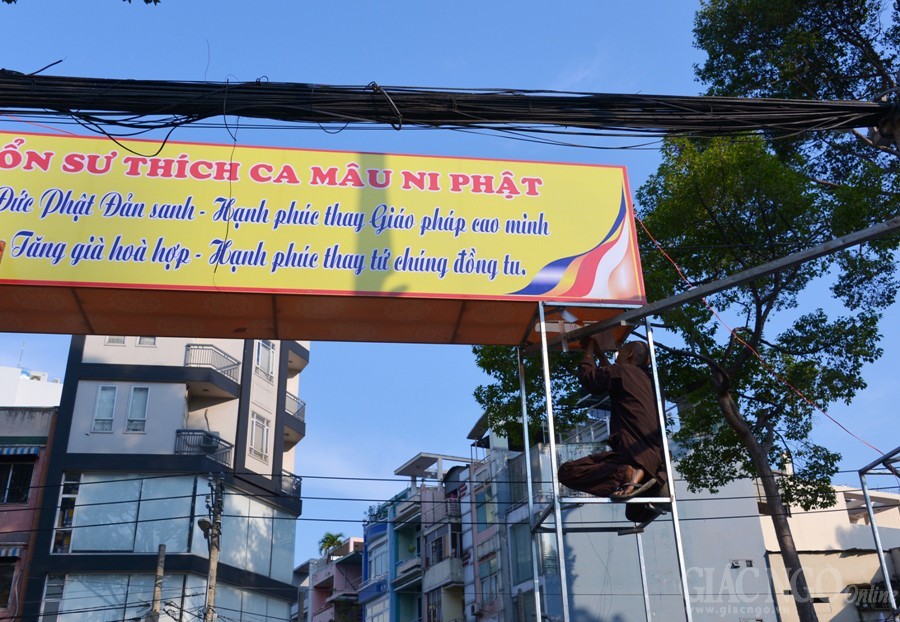 ỔN SƯ THÍCH CA MÂU NI PHẬT
Đức Phật Đản sanh - Hạnh phúc thay Giáo pháp cao minh
Tăng già hoà hợp - Hạnh phúc thay tứ chúng đồng tu.
GIAC NGO Online
www.giacngo.vn